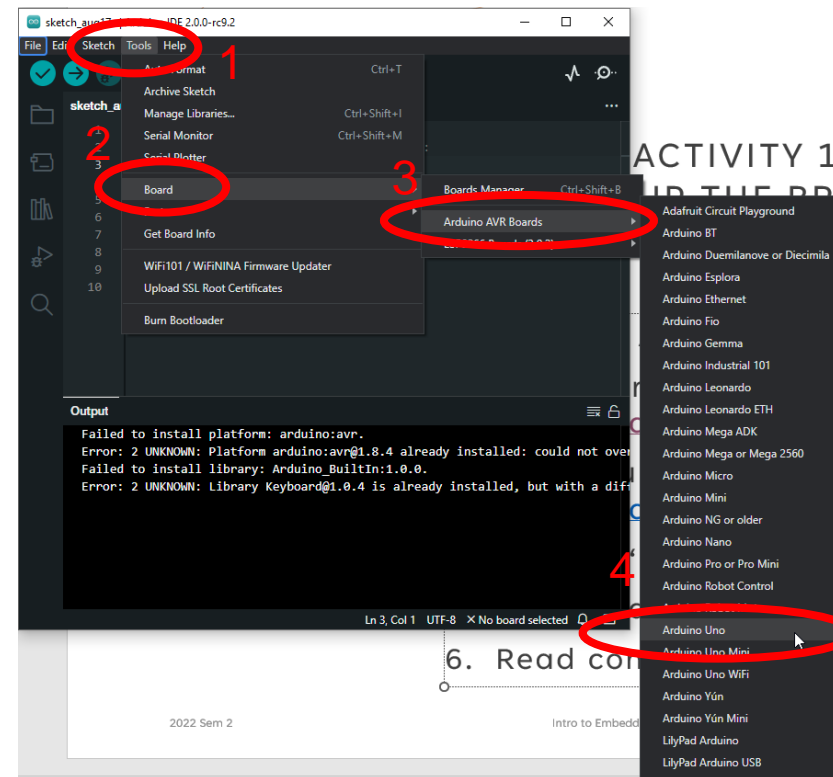 sketch_aug17 IDE 2.0.0-rc9.2
File Edi Sketch Tools Help
1
Format Ctrl+T
Archive Sketch
sketch_a
Manage Libraries... Ctrl+Shift+I
1
2
Serial Monitor Ctrl+Shift+M
2
3
Serial Plotter
ACTIVITY 1
3
Board
Boards Manager Ctrl+Shift+B
UP THE BR
5
6
Arduino AVR Boards
7
Get Board Info
8
9
WiFi101 / WiFiNINA Firmware Updater
10
Upload SSL Root Certificates
Burn Bootloader
Adafruit Circuit Playground
Arduino BT
Arduino Duemilanove or Diecimila
Arduino Esplora
Arduino Ethernet
Arduino Fio
Arduino Gemma
Arduino Industrial 101
Arduino Leonardo
Arduino Leonardo ETH
Arduino Mega ADK
Arduino Mega or Mega 2560
Arduino Micro
Arduino Mini
Arduino NG or older
Arduino Nano
Arduino Pro or Pro Mini
Arduino Robot Control
4
Arduino Uno
Arduino Uno Mini
Arduino Uno WiFi
Arduino Yún
Arduino Yún Mini
LilyPad Arduino
LilyPad Arduino USB
Output
Failed to install platform: arduino:avr.
Error: 2 UNKNOWN: Platform arduino:avr@1.8.4 already installed: could not over
Failed to install library: Arduino_BuiltIn:1.0.0.
Error: 2 UNKNOWN: Library Keyboard@1.0.4 is already installed, but with a diff
Ln 3, Col 1 UTF-8 No board selected
6. Read con
2022 Sem 2
Intro to Embedd